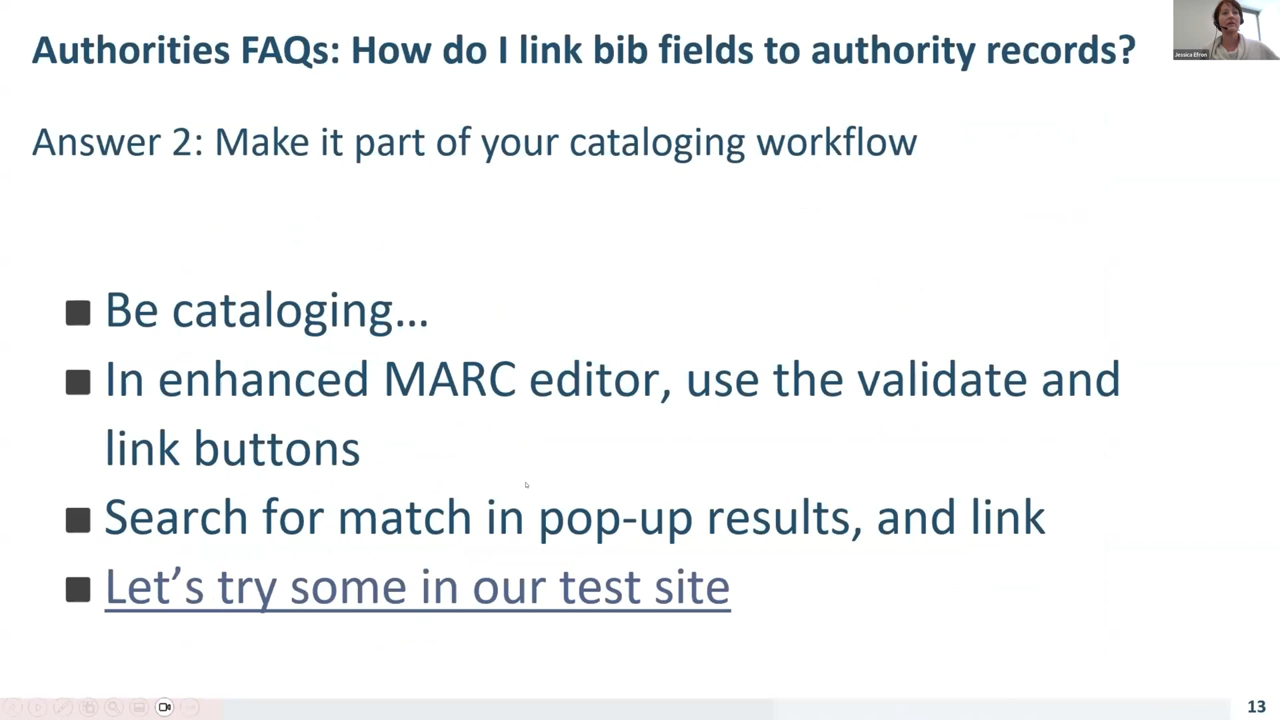 Authorities FAQs: How do I link bib fields to authority records?
Jessica Efron
Answer 2: Make it part of your cataloging workflow
Be cataloging...
In enhanced MARC editor, use the validate and
link buttons
Search for match in pop-up results, and link
Let’s try some in our test site
13